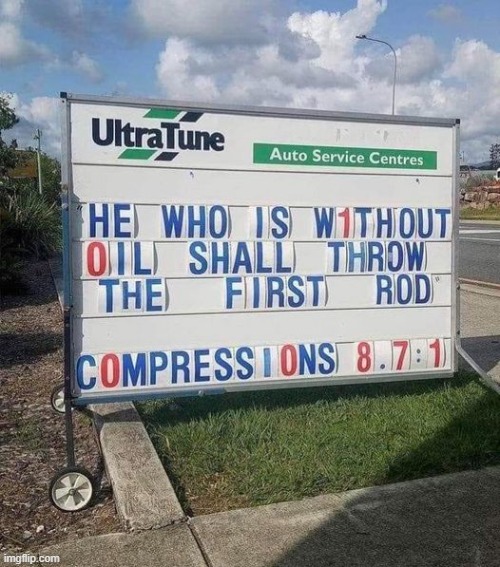 UltraTune
Auto Service Centres
"HE WHO IS W1THOUT
OIL SHALL THROW
THE FIRST ROD"
COMPRESSIONS 8.7:1
imgflip.com